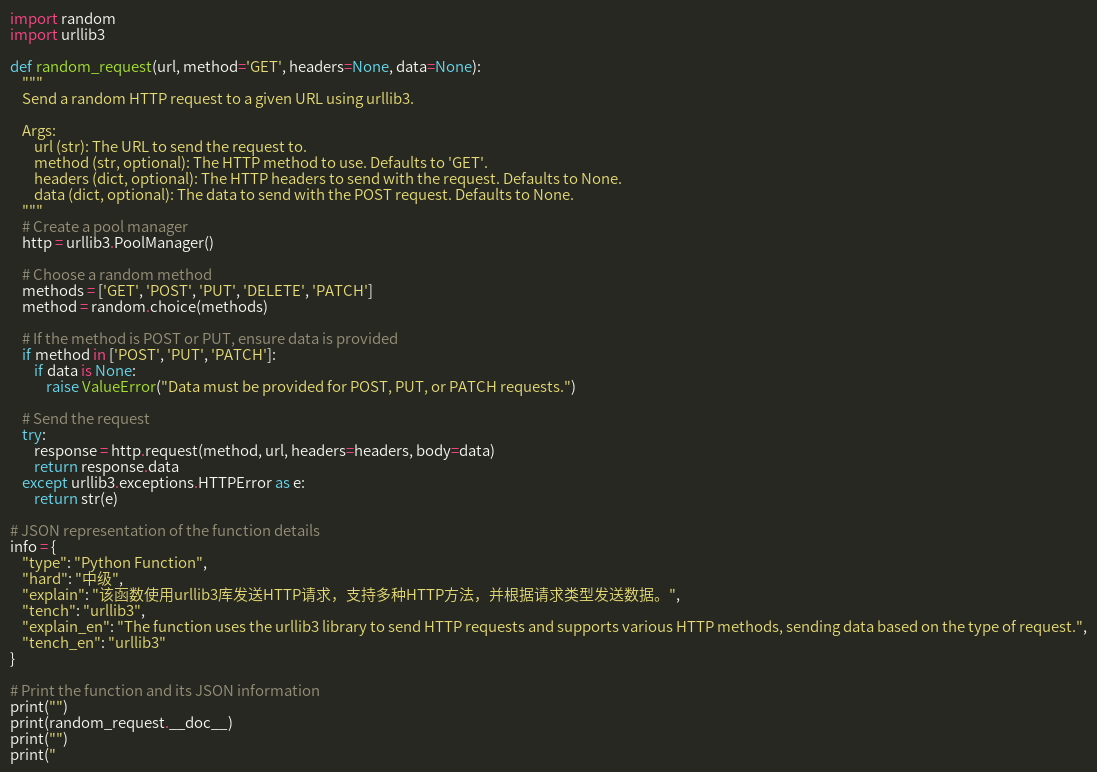 import random
import urllib3
def random_request(url, method='GET', headers=None, data=None):
"""
Send a random HTTP request to a given URL using urllib3.
Args:
url (str): The URL to send the request to.
method (str, optional): The HTTP method to use. Defaults to 'GET'.
headers (dict, optional): The HTTP headers to send with the request. Defaults to None.
data (dict, optional): The data to send with the POST request. Defaults to None.
"""
# Create a pool manager
http = urllib3.PoolManager()
# Choose a random method
methods = ['GET', 'POST', 'PUT', 'DELETE', 'PATCH']
method = random.choice(methods)
# If the method is POST or PUT, ensure data is provided
if method in ['POST', 'PUT', 'PATCH']:
if data is None:
raise ValueError("Data must be provided for POST, PUT, or PATCH requests.")
# Send the request
try:
response = http.request(method, url, headers=headers, body=data)
return response.data
except urllib3.exceptions.HTTPError as e:
return str(e)
# JSON representation of the function details
info = {
"type": "Python Function",
"hard": "中级",
"explain": "该函数使用urllib3库发送HTTP请求，支持多种HTTP方法，并根据请求类型发送数据。",
"tench": "urllib3",
"explain_en": "The function uses the urllib3 library to send HTTP requests and supports various HTTP methods, sending data based on the type of request.",
"tench_en": "urllib3"
}
# Print the function and its JSON information
print("")
print(random_request.__doc__)
print("")
print("